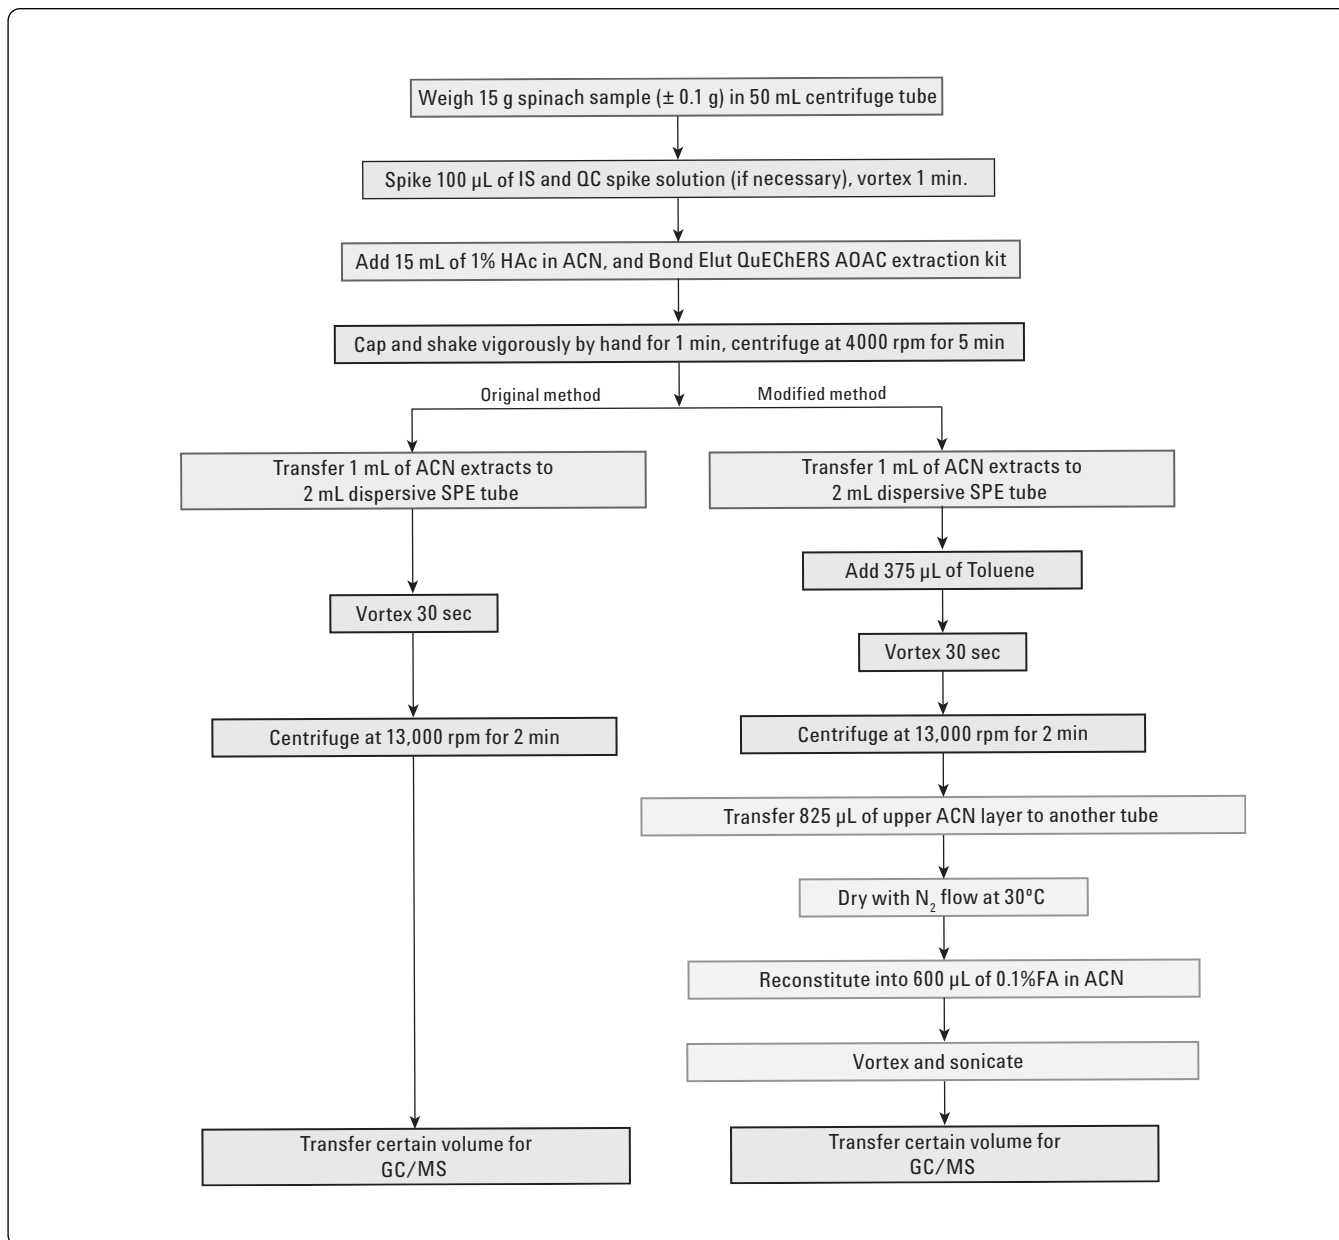 Weigh 15 g spinach sample (± 0.1 g) in 50 mL centrifuge tube
Spike 100 µL of IS and QC spike solution (if necessary), vortex 1 min.
Add 15 mL of 1% HAc in ACN, and Bond Elut QuEChERS AOAC extraction kit
Cap and shake vigorously by hand for 1 min, centrifuge at 4000 rpm for 5 min
Original method
Modified method
Transfer 1 mL of ACN extracts to
2 mL dispersive SPE tube
Vortex 30 sec
Centrifuge at 13,000 rpm for 2 min
Transfer certain volume for
GC/MS
Transfer 1 mL of ACN extracts to
2 mL dispersive SPE tube
Add 375 µL of Toluene
Vortex 30 sec
Centrifuge at 13,000 rpm for 2 min
Transfer 825 µL of upper ACN layer to another tube
Dry with N₂ flow at 30ºC
Reconstitute into 600 µL of 0.1%FA in ACN
Vortex and sonicate
Transfer certain volume for
GC/MS